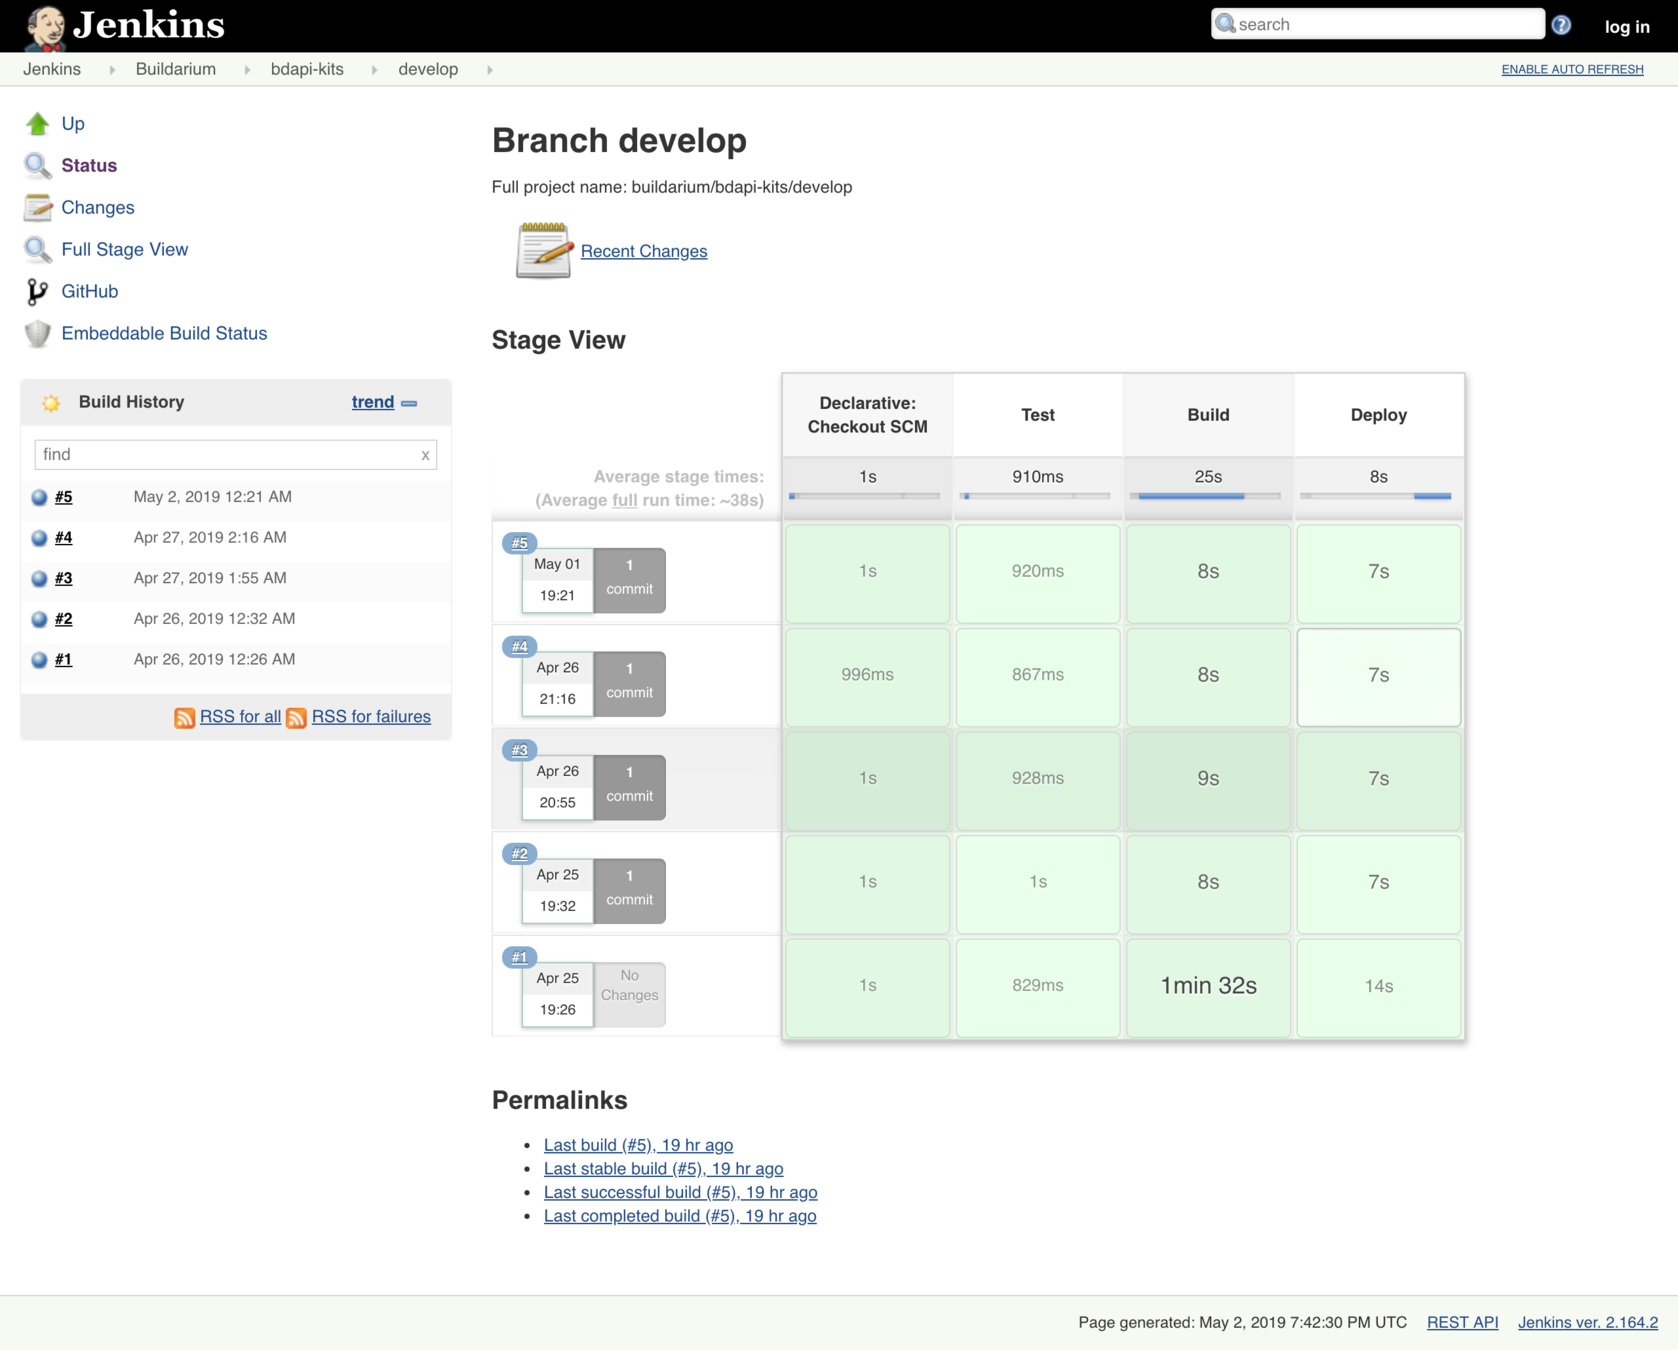 Jenkins
search
?
log in
Jenkins
Buildarium
bdapi-kits
develop
ENABLE AUTO REFRESH
Up
Status
Changes
Full Stage View
GitHub
Embeddable Build Status
Build History
trend
find
x
#5 May 2, 2019 12:21 AM
#4 Apr 27, 2019 2:16 AM
#3 Apr 27, 2019 1:55 AM
#2 Apr 26, 2019 12:32 AM
#1 Apr 26, 2019 12:26 AM
RSS for all RSS for failures
Branch develop
Full project name: buildarium/bdapi-kits/develop
Recent Changes
Stage View
Declarative:
Checkout SCM
Test
Build
Deploy
Average stage times:
(Average full run time: ~38s)
1s
910ms
25s
8s
#5
May 01
19:21
1
commit
1s
920ms
8s
7s
#4
Apr 26
21:16
1
commit
996ms
867ms
8s
7s
#3
Apr 26
20:55
1
commit
1s
928ms
9s
7s
#2
Apr 25
19:32
1
commit
1s
1s
8s
7s
#1
Apr 25
19:26
No
Changes
1s
829ms
1min 32s
14s
Permalinks
• Last build (#5), 19 hr ago
• Last stable build (#5), 19 hr ago
• Last successful build (#5), 19 hr ago
• Last completed build (#5), 19 hr ago
Page generated: May 2, 2019 7:42:30 PM UTC REST API Jenkins ver. 2.164.2